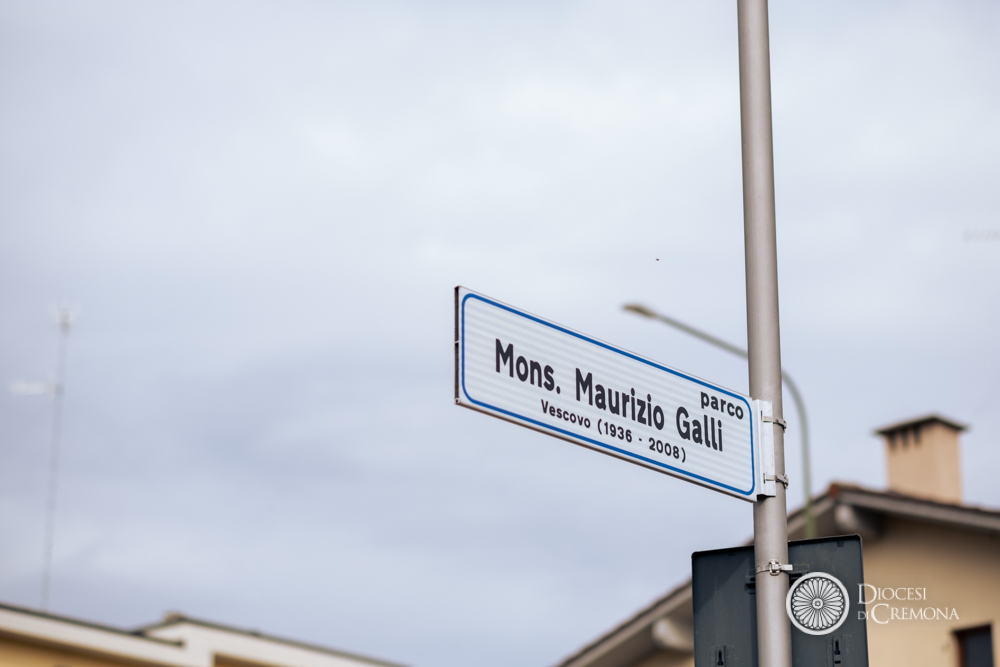 parco
Mons. Maurizio Galli
Vescovo (1936 - 2008)
DIOCESI
DI CREMONA